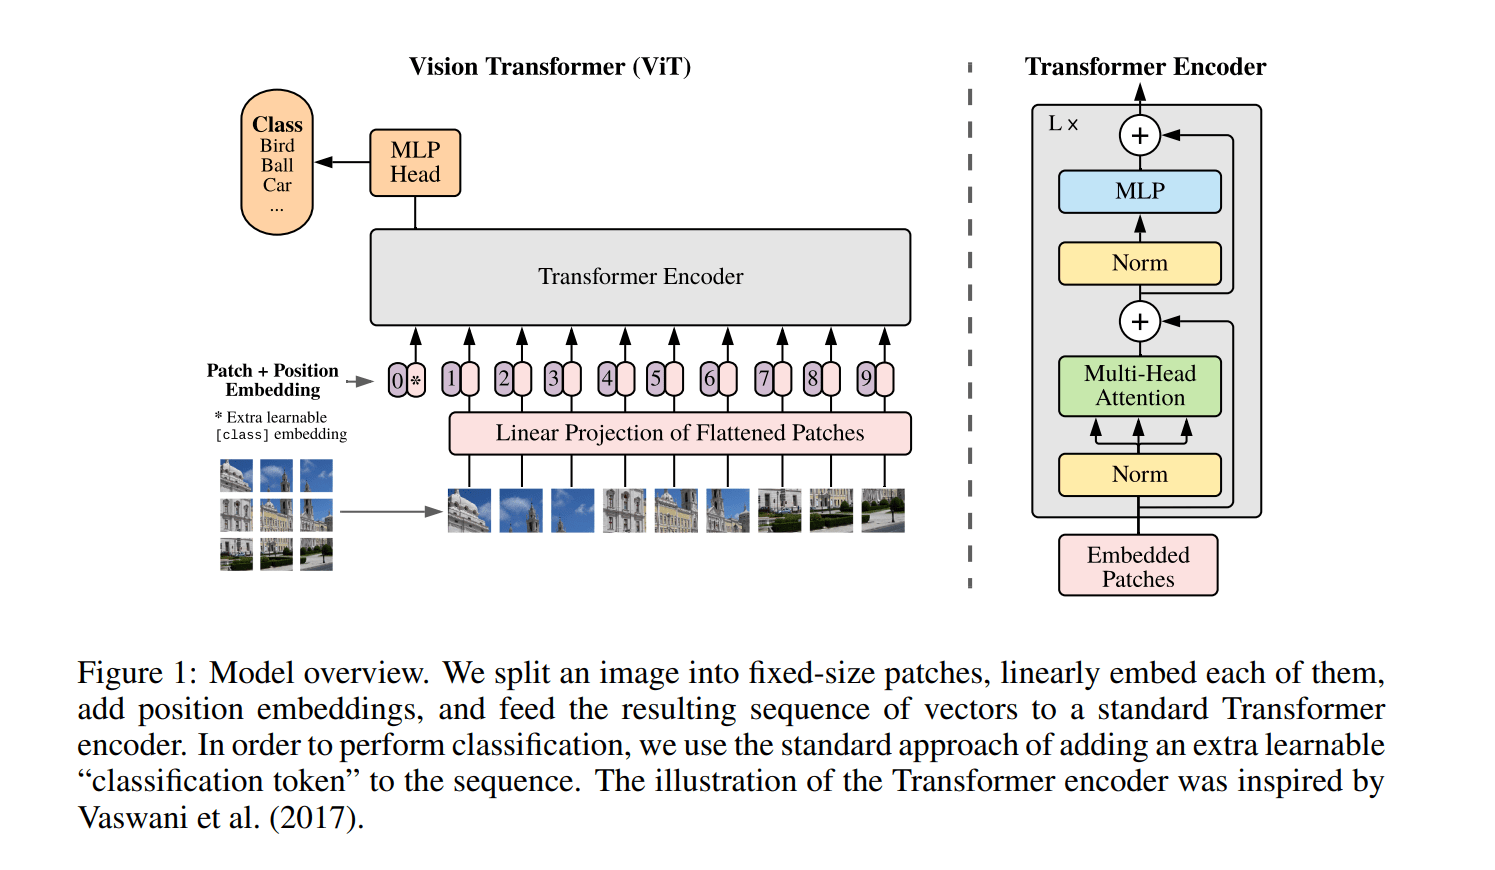 Vision Transformer (ViT)
Class
Bird
Ball
Car
...
MLP
Head
Transformer Encoder
Patch + Position
Embedding
* Extra learnable
[class] embedding
0 * 1 2 3 4 5 6 7 8 9
Linear Projection of Flattened Patches
Transformer Encoder
L ×
+
MLP
Norm
+
Multi-Head
Attention
Norm
Embedded
Patches
Figure 1: Model overview. We split an image into fixed-size patches, linearly embed each of them,
add position embeddings, and feed the resulting sequence of vectors to a standard Transformer
encoder. In order to perform classification, we use the standard approach of adding an extra learnable
“classification token” to the sequence. The illustration of the Transformer encoder was inspired by
Vaswani et al. (2017).